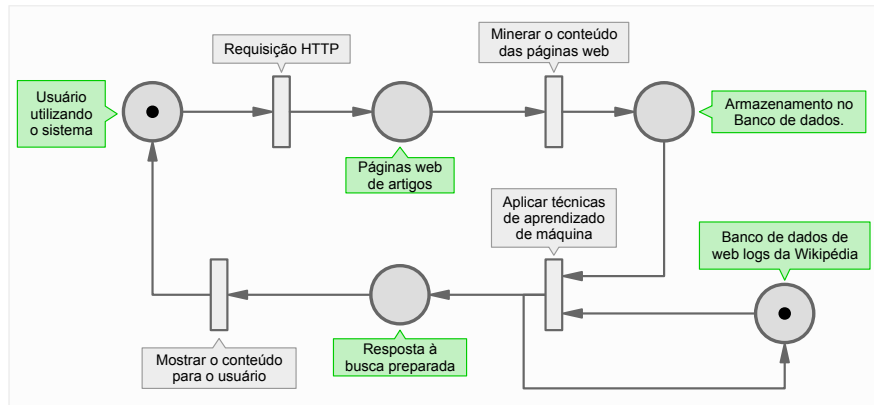 Requisição HTTP
Minerar o conteúdo
das páginas web
Usuário
utilizando
o sistema
Armazenamento no
Banco de dados.
Páginas web
de artigos
Aplicar técnicas
de aprendizado
de máquina
Banco de dados de
web logs da Wikipédia
Mostrar o conteúdo
para o usuário
Resposta à
busca preparada